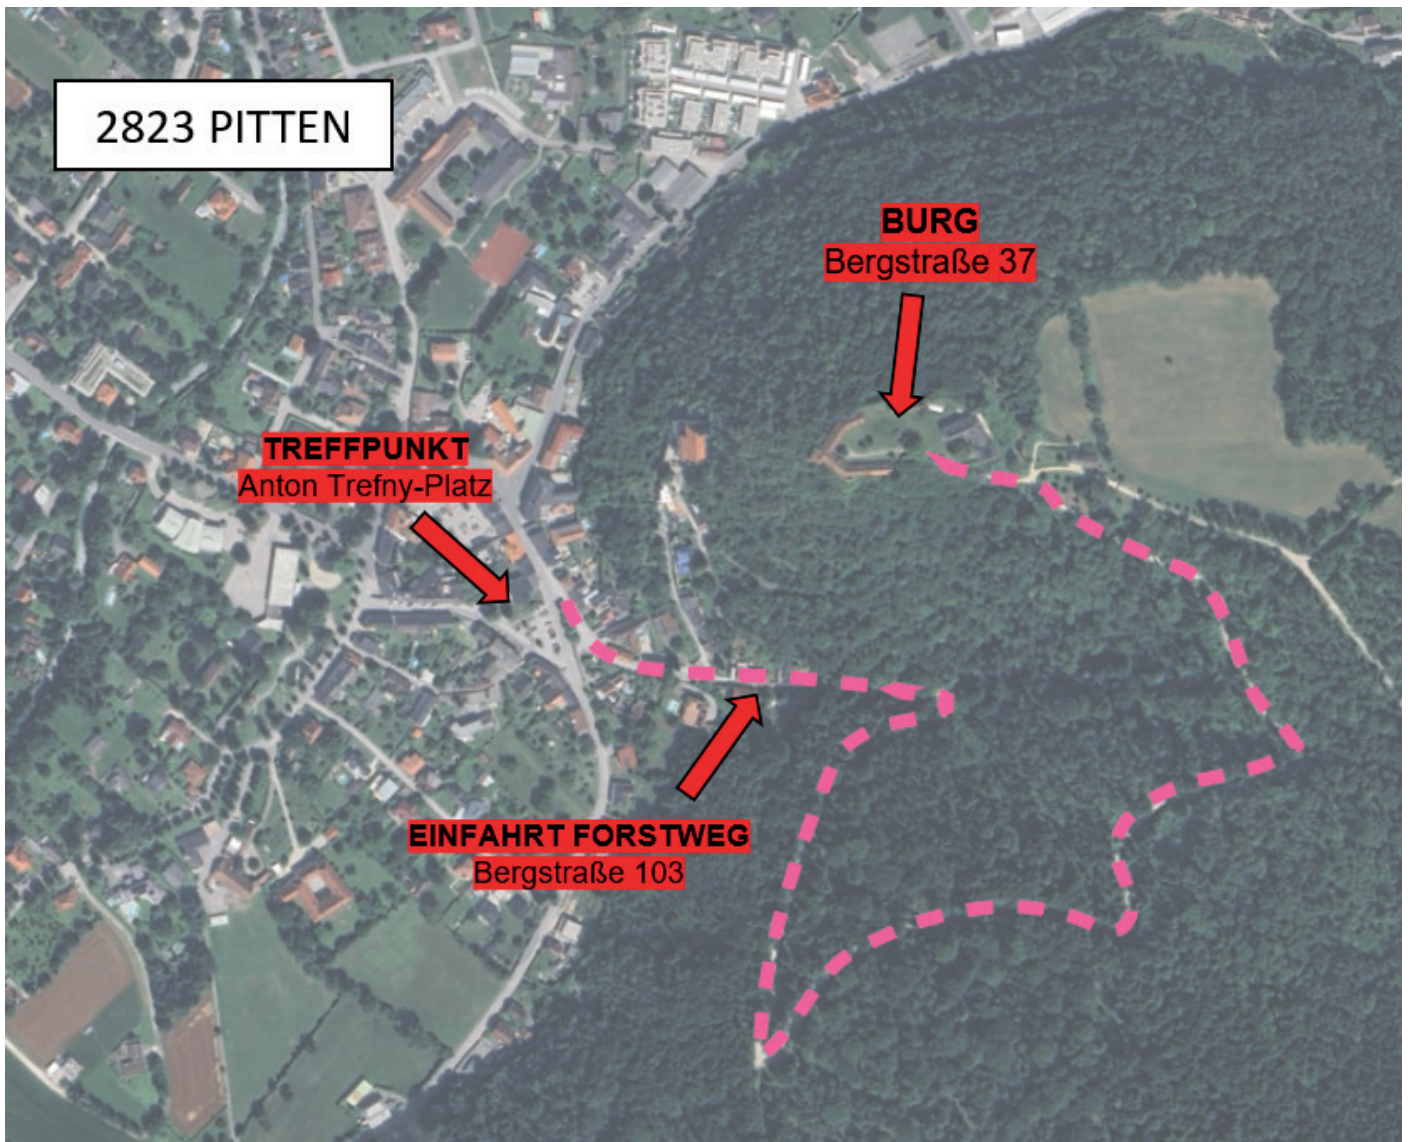 2823 PITTEN
BURG
Bergstraße 37
TREFFPUNKT
Anton Trefny-Platz
EINFAHRT FORSTWEG
Bergstraße 103